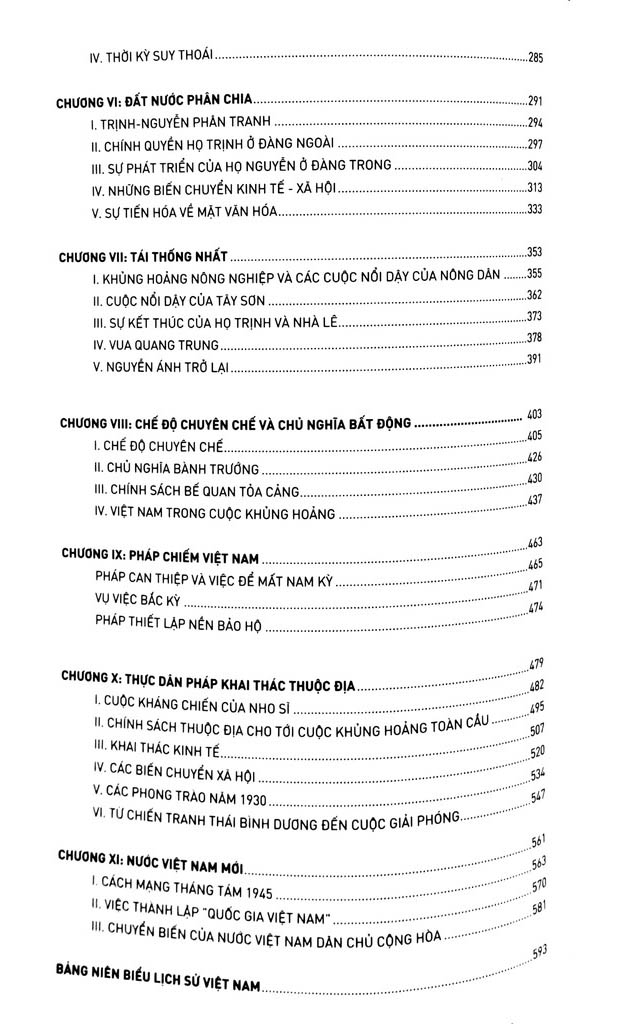 IV. THỜI KỲ SUY THOÁI 285
CHƯƠNG VI: ĐẤT NƯỚC PHÂN CHIA 291
I. TRỊNH-NGUYỄN PHÂN TRANH 294
II. CHÍNH QUYỀN HỌ TRỊNH Ở ĐÀNG NGOÀI 297
III. SỰ PHÁT TRIỂN CỦA HỌ NGUYỄN Ở ĐÀNG TRONG 304
IV. NHỮNG BIẾN CHUYỂN KINH TẾ - XÃ HỘI 313
V. SỰ TIẾN HÓA VỀ MẶT VĂN HÓA 333
CHƯƠNG VII: TÁI THỐNG NHẤT 353
I. KHỦNG HOẢNG NÔNG NGHIỆP VÀ CÁC CUỘC NỔI DẬY CỦA NÔNG DÂN 355
II. CUỘC NỔI DẬY CỦA TÂY SƠN 362
III. SỰ KẾT THÚC CỦA HỌ TRỊNH VÀ NHÀ LÊ 373
IV. VUA QUANG TRUNG 378
V. NGUYỄN ÁNH TRỞ LẠI 391
CHƯƠNG VIII: CHẾ ĐỘ CHUYÊN CHẾ VÀ CHỦ NGHĨA BẤT ĐỘNG 403
I. CHẾ ĐỘ CHUYÊN CHẾ 405
II. CHỦ NGHĨA BÀNH TRƯỚNG 426
III. CHÍNH SÁCH BẾ QUAN TỎA CẢNG 430
IV. VIỆT NAM TRONG CUỘC KHỦNG HOẢNG 437
CHƯƠNG IX: PHÁP CHIẾM VIỆT NAM 463
PHÁP CAN THIỆP VÀ VIỆC ĐỂ MẤT NAM KỲ 465
VỤ VIỆC BẮC KỲ 471
PHÁP THIẾT LẬP NỀN BẢO HỘ 474
CHƯƠNG X: THỰC DÂN PHÁP KHAI THÁC THUỘC ĐỊA 479
I. CUỘC KHÁNG CHIẾN CỦA NHO SĨ 482
II. CHÍNH SÁCH THUỘC ĐỊA CHO TỚI CUỘC KHỦNG HOẢNG TOÀN CẦU 495
III. KHAI THÁC KINH TẾ 507
IV. CÁC BIẾN CHUYỂN XÃ HỘI 520
V. CÁC PHONG TRÀO NĂM 1930 534
VI. TỪ CHIẾN TRANH THÁI BÌNH DƯƠNG ĐẾN CUỘC GIẢI PHÓNG 547
CHƯƠNG XI: NƯỚC VIỆT NAM MỚI 561
I. CÁCH MẠNG THÁNG TÁM 1945 563
II. VIỆC THÀNH LẬP "QUỐC GIA VIỆT NAM" 570
III. CHUYỂN BIẾN CỦA NƯỚC VIỆT NAM DÂN CHỦ CỘNG HÒA 581
BẢNG NIÊN BIỂU LỊCH SỬ VIỆT NAM 593